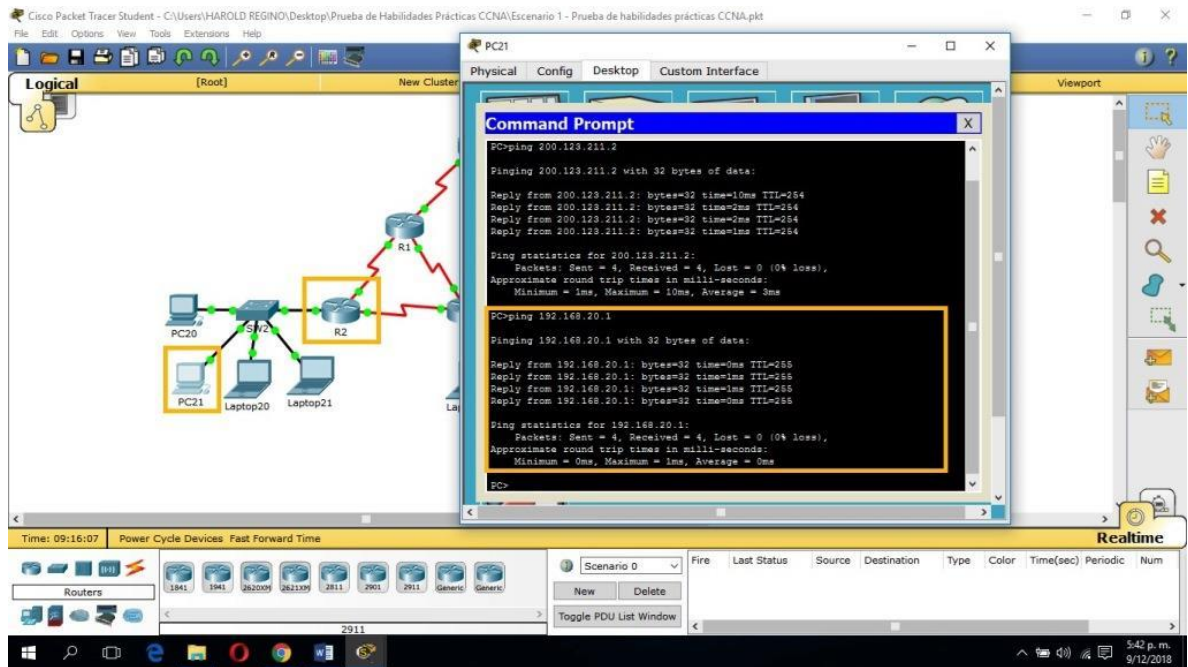 Cisco Packet Tracer Student - C:\Users\HAROLD REGINO\Desktop\Prueba de Habilidades Prácticas CCNA\Escenario 1 - Prueba de habilidades prácticas CCNA.pkt
File Edit Options View Tools Extensions Help
Logical [Root] New Cluster Viewport
PC21
Physical Config Desktop Custom Interface
Command Prompt X
PC>ping 200.123.211.2
Pinging 200.123.211.2 with 32 bytes of data:
Reply from 200.123.211.2: bytes=32 time=10ms TTL=254
Reply from 200.123.211.2: bytes=32 time=2ms TTL=254
Reply from 200.123.211.2: bytes=32 time=2ms TTL=254
Reply from 200.123.211.2: bytes=32 time=1ms TTL=254
Ping statistics for 200.123.211.2:
Packets: Sent = 4, Received = 4, Lost = 0 (0% loss),
Approximate round trip times in milli-seconds:
Minimum = 1ms, Maximum = 10ms, Average = 3ms
PC>ping 192.168.20.1
Pinging 192.168.20.1 with 32 bytes of data:
Reply from 192.168.20.1: bytes=32 time=0ms TTL=255
Reply from 192.168.20.1: bytes=32 time=1ms TTL=255
Reply from 192.168.20.1: bytes=32 time=1ms TTL=255
Reply from 192.168.20.1: bytes=32 time=0ms TTL=255
Ping statistics for 192.168.20.1:
Packets: Sent = 4, Received = 4, Lost = 0 (0% loss),
Approximate round trip times in milli-seconds:
Minimum = 0ms, Maximum = 1ms, Average = 0ms
PC>
R1
PC20
SW2
R2
PC21
Laptop20
Laptop21
La
Time: 09:16:07 Power Cycle Devices Fast Forward Time Realtime
Routers
1841 1941 2620XM 2621XM 2811 2901 2911 Generic Generic
2911
Scenario 0
New Delete
Toggle PDU List Window
Fire Last Status Source Destination Type Color Time(sec) Periodic Num
5:42 p. m.
9/12/2018